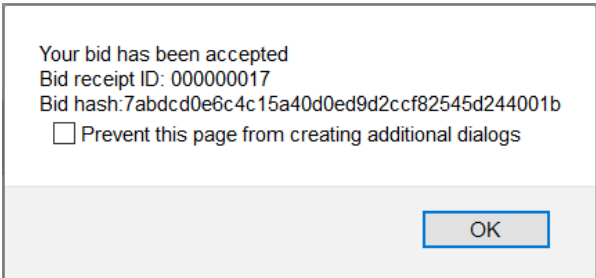 Your bid has been accepted
Bid receipt ID: 000000017
Bid hash:7abdcd0e6c4c15a40d0ed9d2ccf82545d244001b
Prevent this page from creating additional dialogs
OK